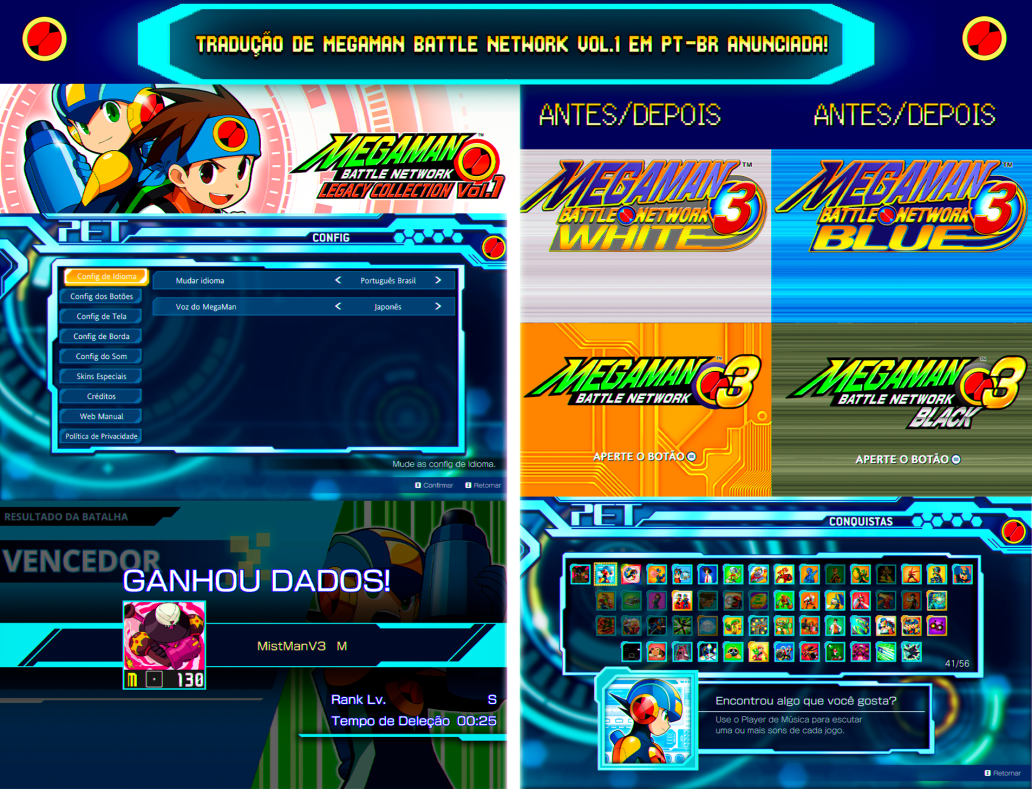 TRADUÇÃO DE MEGAMAN BATTLE NETWORK VOL.1 EM PT-BR ANUNCIADA!
MEGAMAN™
BATTLE NETWORK
LEGACY COLLECTION Vol.1
PET
CONFIG
Config de Idioma
Mudar idioma
<
Português Brasil
>
Config dos Botões
Voz do MegaMan
<
Japonês
>
Config de Tela
Config de Borda
Config do Som
Skins Especiais
Créditos
Web Manual
Política de Privacidade
Mude as config de Idioma.
Confirmar
Retornar
RESULTADO DA BATALHA
VENCEDOR
GANHOU DADOS!
MistManV3 M
M 130
Rank Lv. S
Tempo de Deleção 00:25
ANTES/DEPOIS
ANTES/DEPOIS
MEGAMAN™
BATTLE NETWORK 3
WHITE
MEGAMAN™
BATTLE NETWORK 3
BLUE
MEGAMAN™
BATTLE NETWORK 3
APERTE O BOTÃO
MEGAMAN™
BATTLE NETWORK 3
BLACK
APERTE O BOTÃO
PET
CONQUISTAS
41/56
Encontrou algo que você gosta?
Use o Player de Música para escutar
uma ou mais sons de cada jogo.
Retornar